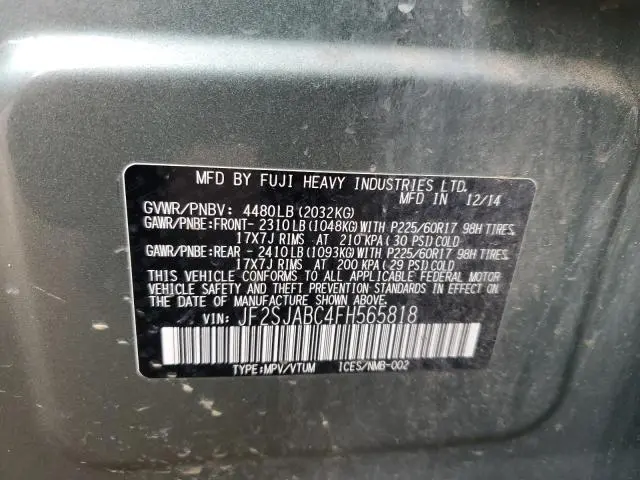 MFD BY FUJI HEAVY INDUSTRIES LTD.
MFD IN 12/14
GVWR/PNBV: 4480LB (2032KG)
GAWR/PNBE:FRONT- 2310LB(1048KG)WITH P225/60R17 98H TIRES,
17X7J RIMS AT 210KPA(30 PSI)COLD
GAWR/PNBE:REAR - 2410LB(1093KG)WITH P225/60R17 98H TIRES,
17X7J RIMS AT 200KPA(29 PSI)COLD
THIS VEHICLE CONFORMS TO ALL APPLICABLE FEDERAL MOTOR
VEHICLE SAFETY AND THEFT PREVENTION STANDARDS IN EFFECT ON
THE DATE OF MANUFACTURE SHOWN ABOVE.
VIN: JF2SJABC4FH565818
TYPE:MPV/VTUM ICES/NMB-002